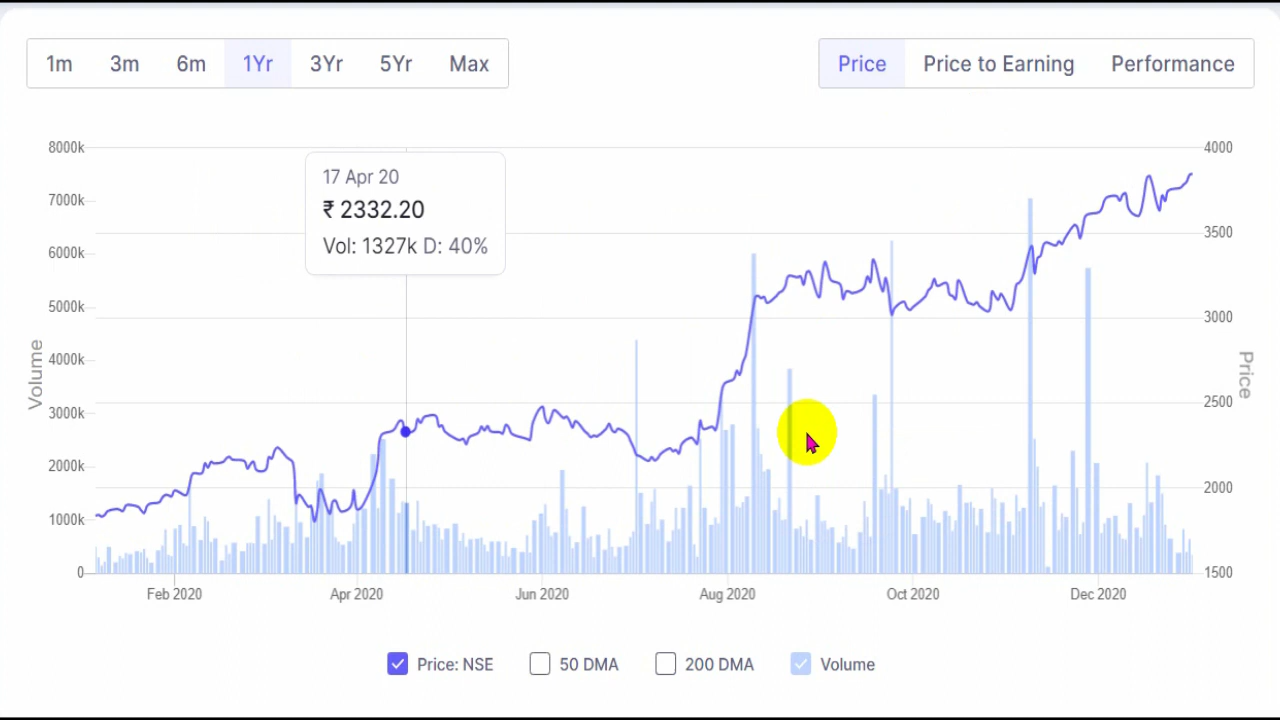 1m 3m 6m 1Yr 3Yr 5Yr Max Price Price to Earning Performance
17 Apr 20
₹ 2332.20
Vol: 1327k D: 40%
Volume
8000k
7000k
6000k
5000k
4000k
3000k
2000k
1000k
0
4000
3500
3000
2500
2000
1500
Price
Feb 2020 Apr 2020 Jun 2020 Aug 2020 Oct 2020 Dec 2020
Price: NSE 50 DMA 200 DMA Volume